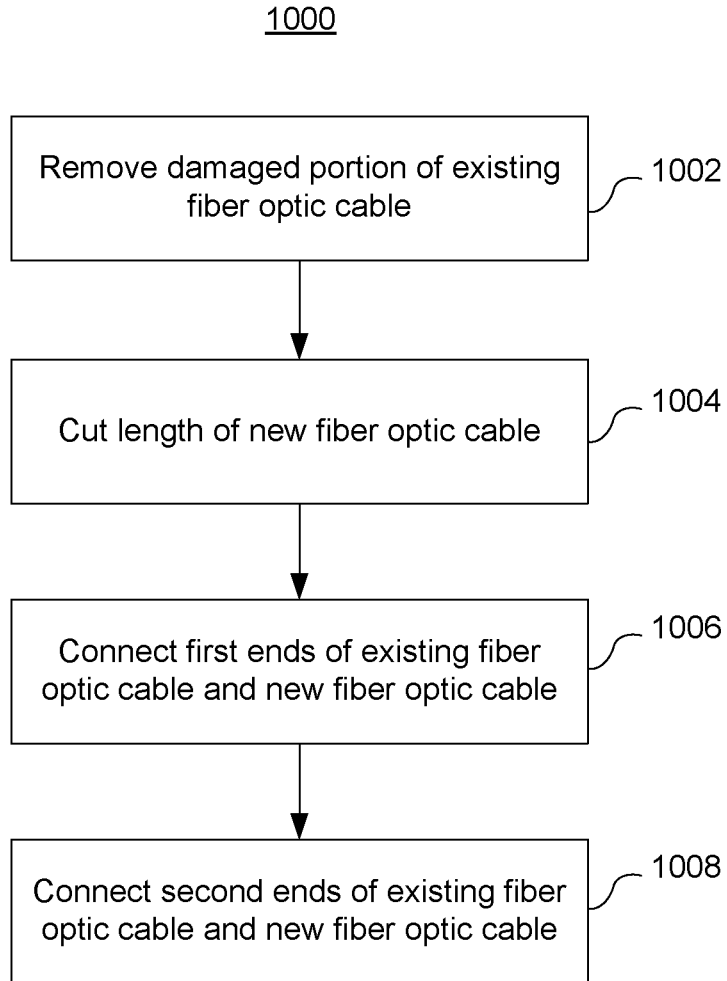 1000
Remove damaged portion of existing
fiber optic cable
1002
Cut length of new fiber optic cable
1004
Connect first ends of existing fiber
optic cable and new fiber optic cable
1006
Connect second ends of existing fiber
optic cable and new fiber optic cable
1008